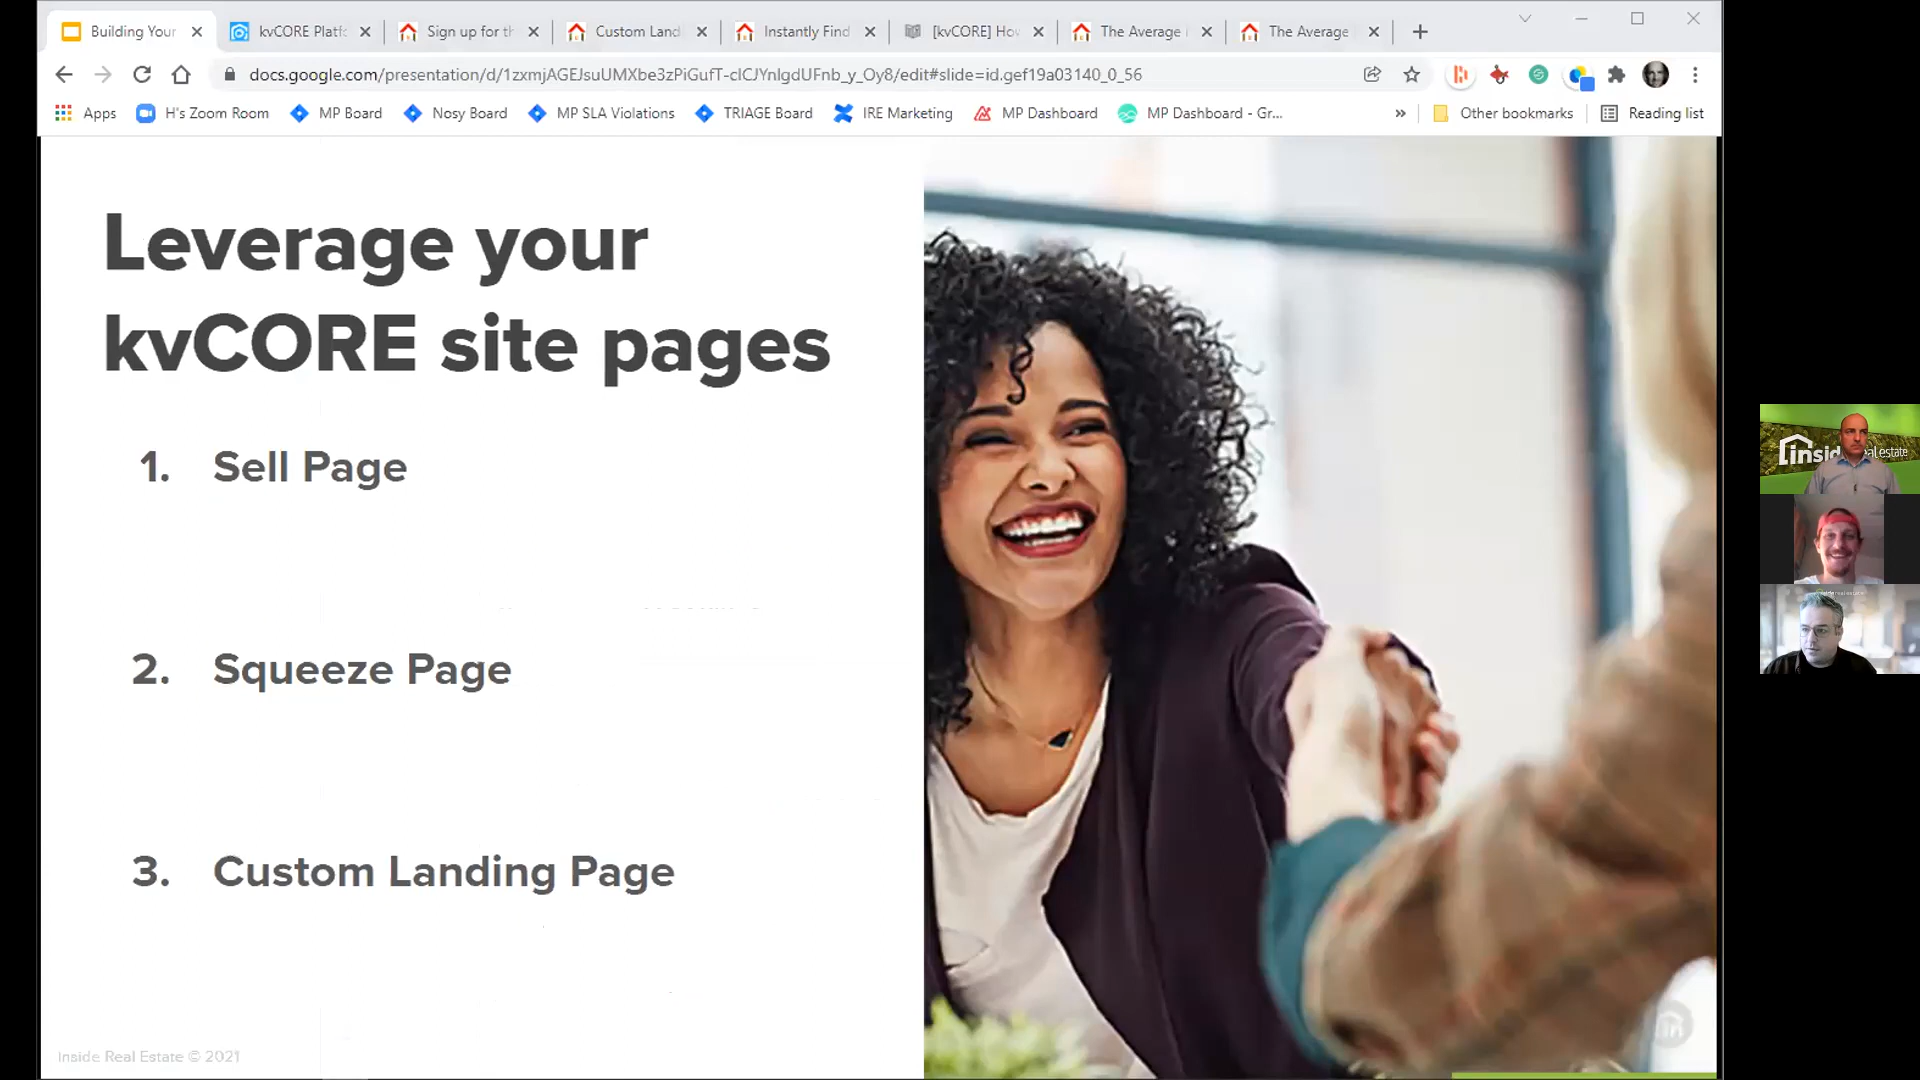 Building Your
kvCORE Platf
Sign up for th
Custom Land
Instantly Find
[kvCORE] Ho
The Average
The Average
docs.google.com/presentation/d/1zxmjAGEJsuUMXbe3zPiGufT-cICJYnlgdUFnb_y_Oy8/edit#slide=id.gef19a03140_0_56
Apps
H's Zoom Room
MP Board
Nosy Board
MP SLA Violations
TRIAGE Board
IRE Marketing
MP Dashboard
MP Dashboard - Gr...
»
Other bookmarks
Reading list
Leverage your
kvCORE site pages
1. Sell Page
2. Squeeze Page
3. Custom Landing Page
Inside Real Estate © 2021